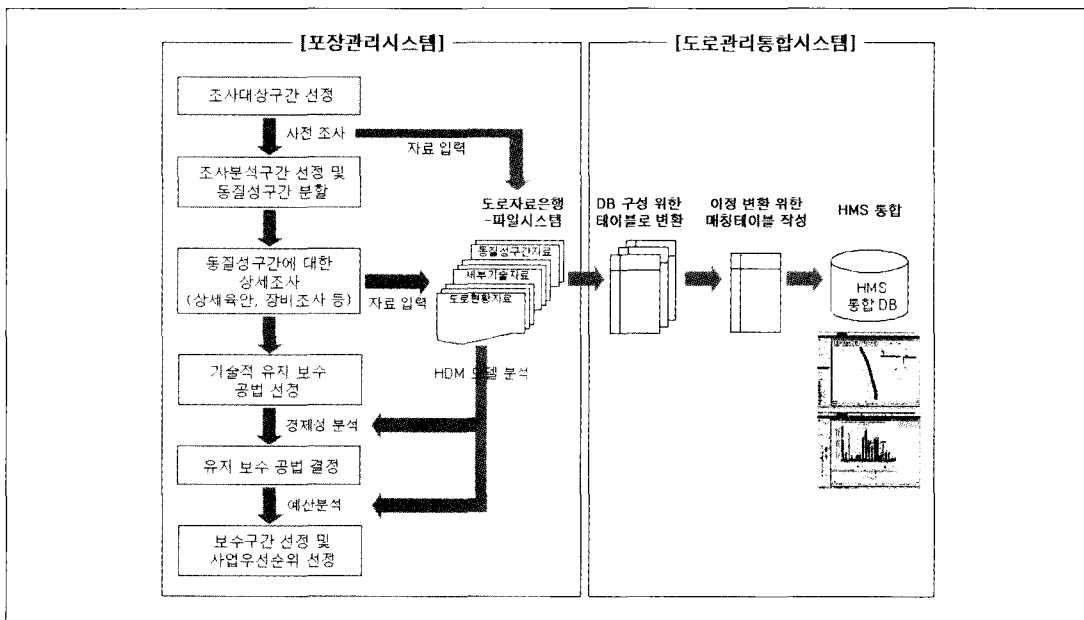 [포장관리시스템]
[도로관리통합시스템]
조사대상구간 선정
사전 조사
자료 입력
조사분석구간 선정 및
동질성구간 분할
도로자료은행
-파일시스템
DB 구성 위한
테이블로 변환
이정 변환 위한
매칭테이블 작성
HMS 통합
동질성구간자료
세부기술자료
도로현황자료
동질성구간에 대한
상세조사
(상세육안, 장비조사 등)
자료 입력
HMS
통합 DB
기술적 유지 보수
공법 선정
HDM 모델 분석
경제성 분석
유지 보수 공법 결정
예산분석
보수구간 선정 및
사업우선순위 선정